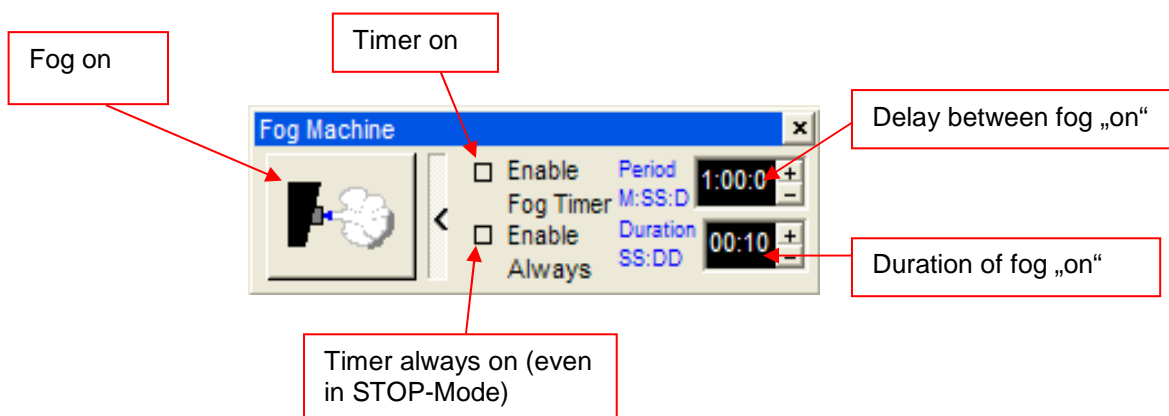 Timer on
Fog on
Delay between fog „on“
Fog Machine
Enable
Fog Timer
Period
M:SS:D
1:00:0
Enable
Always
Duration
SS:DD
00:10
Duration of fog „on“
Timer always on (even
in STOP-Mode)